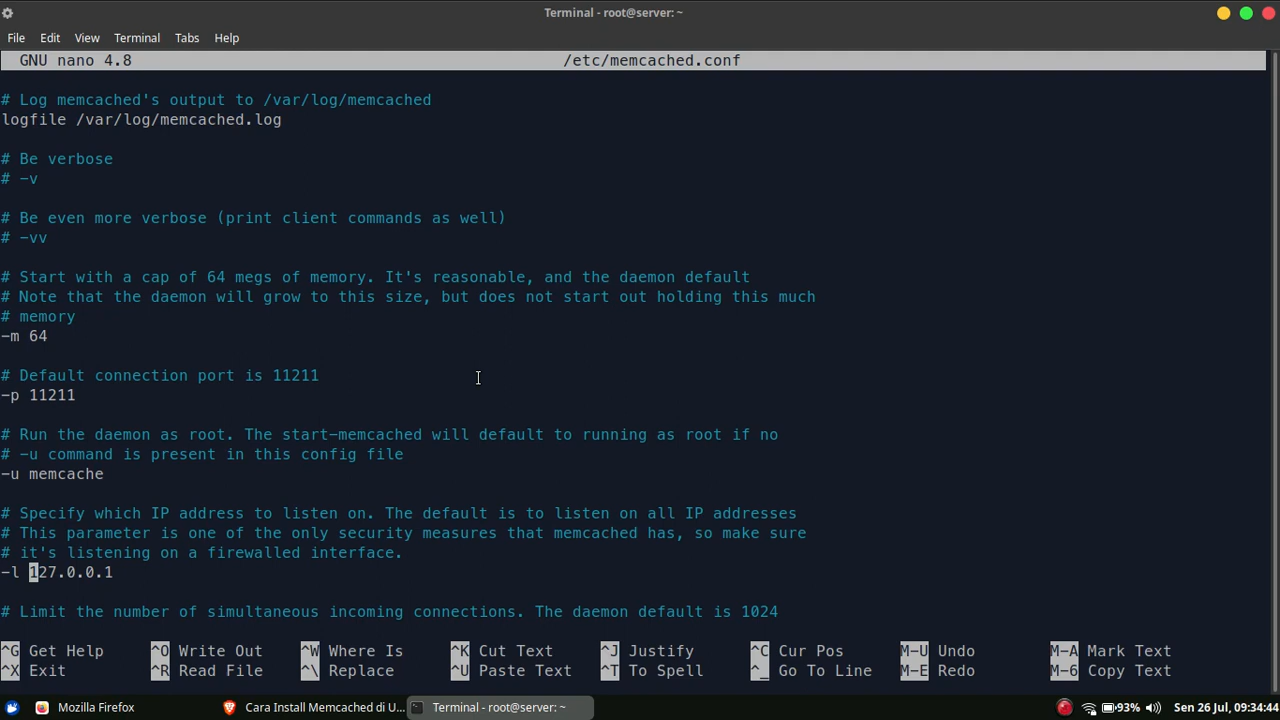 Terminal - root@server: ~
File Edit View Terminal Tabs Help
GNU nano 4.8 /etc/memcached.conf
# Log memcached's output to /var/log/memcached
logfile /var/log/memcached.log
# Be verbose
# -v
# Be even more verbose (print client commands as well)
# -vv
# Start with a cap of 64 megs of memory. It's reasonable, and the daemon default
# Note that the daemon will grow to this size, but does not start out holding this much
# memory
-m 64
# Default connection port is 11211
-p 11211
# Run the daemon as root. The start-memcached will default to running as root if no
# -u command is present in this config file
-u memcache
# Specify which IP address to listen on. The default is to listen on all IP addresses
# This parameter is one of the only security measures that memcached has, so make sure
# it's listening on a firewalled interface.
-l 127.0.0.1
# Limit the number of simultaneous incoming connections. The daemon default is 1024
^G Get Help ^O Write Out ^W Where Is ^K Cut Text ^J Justify ^C Cur Pos M-U Undo M-A Mark Text
^X Exit ^R Read File ^\ Replace ^U Paste Text ^T To Spell ^_ Go To Line M-E Redo M-6 Copy Text
Mozilla Firefox Cara Install Memcached di U... Terminal - root@server: ~ 93% Sen 26 Jul, 09:34:44